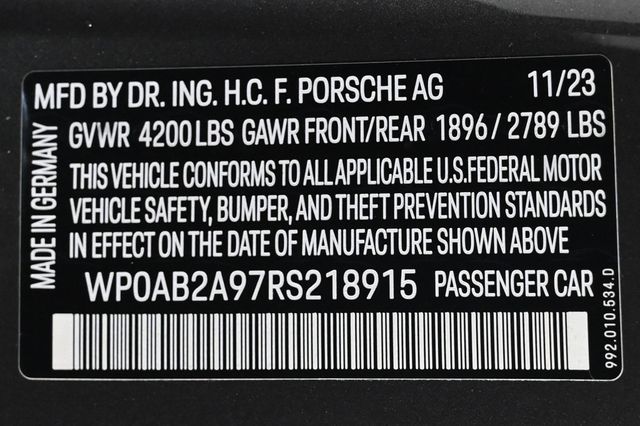 MFD BY DR. ING. H.C. F. PORSCHE AG 11/23
GVWR 4200 LBS GAWR FRONT/REAR 1896 / 2789 LBS
THIS VEHICLE CONFORMS TO ALL APPLICABLE U.S.FEDERAL MOTOR
VEHICLE SAFETY, BUMPER, AND THEFT PREVENTION STANDARDS
IN EFFECT ON THE DATE OF MANUFACTURE SHOWN ABOVE
WP0AB2A97RS218915 PASSENGER CAR
MADE IN GERMANY
992.010.534.D